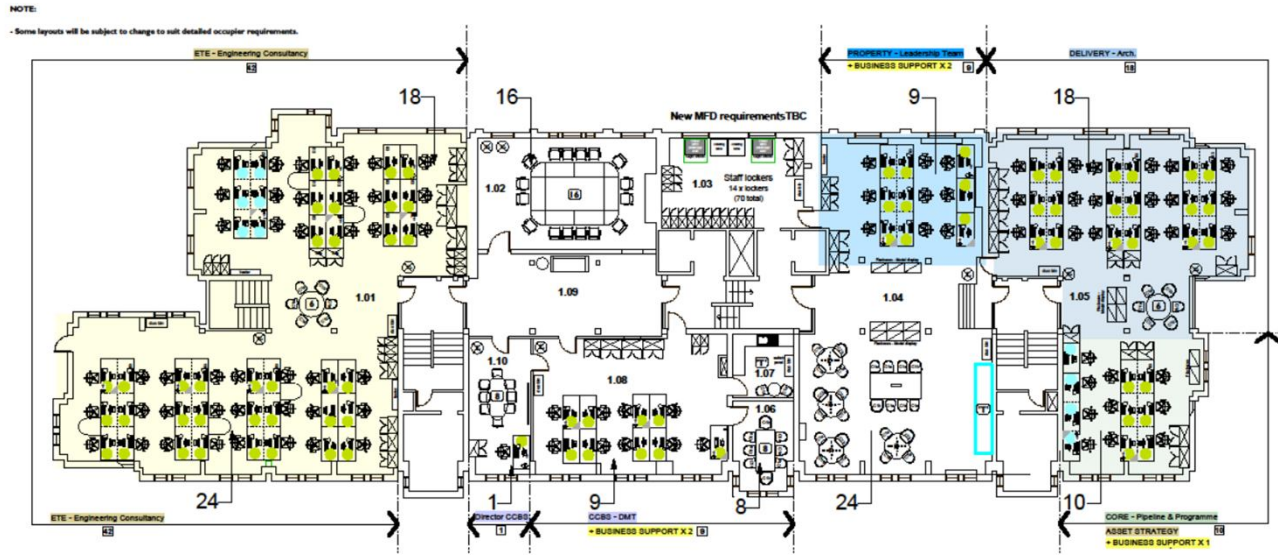 NOTE:
- Some layouts will be subject to change to suit detailed occupier requirements.
ETE - Engineering Consultancy
42
PROPERTY - Leadership Team
+ BUSINESS SUPPORT X 2 9
DELIVERY - Arch.
18
18
16
New MFD requirements TBC
9
18
1.02
16
1.03
Staff lockers
14 x lockers
(70 total)
6
1.01
1.09
1.04
1.05
6
1.10
8
1.08
1.07
1.06
8
24
1
9
8
24
10
ETE - Engineering Consultancy
42
Director CCBS
1
CCBS - DMT
+ BUSINESS SUPPORT X 2 9
CORE - Pipeline & Programme
ASSET STRATEGY 10
+ BUSINESS SUPPORT X 1